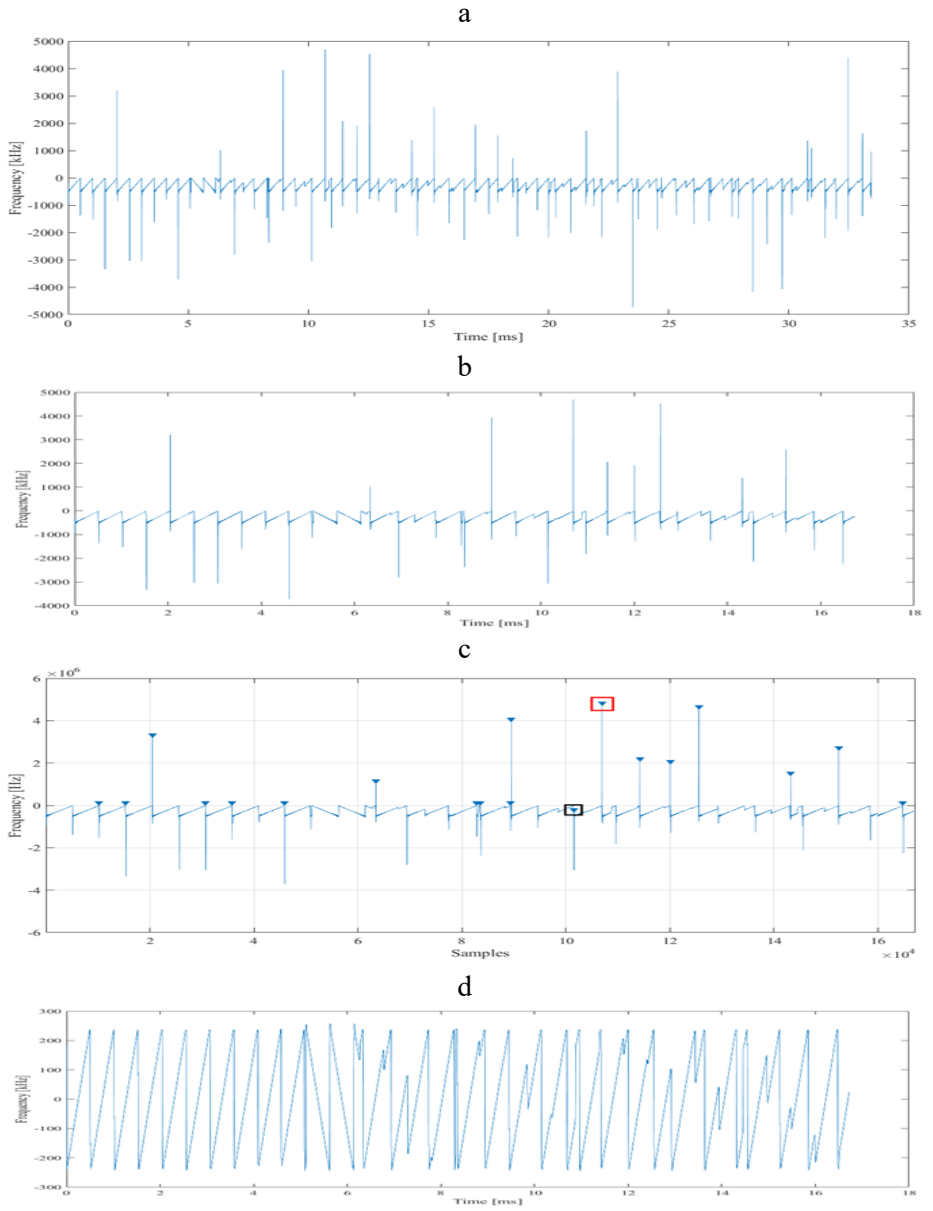 a
5000
4000
3000
2000
1000
0
-1000
-2000
-3000
-4000
-5000
Frequency [kHz]
0 5 10 15 20 25 30 35
Time [ms]
b
5000
4000
3000
2000
1000
0
-1000
-2000
-3000
-4000
Frequency [kHz]
0 2 4 6 8 10 12 14 16 18
Time [ms]
c
×10⁶
6
4
2
0
-2
-4
-6
Frequency [Hz]
2 4 6 8 10 12 14 16
Samples
×10⁴
d
300
200
100
0
-100
-200
-300
Frequency [kHz]
0 2 4 6 8 10 12 14 16 18
Time [ms]